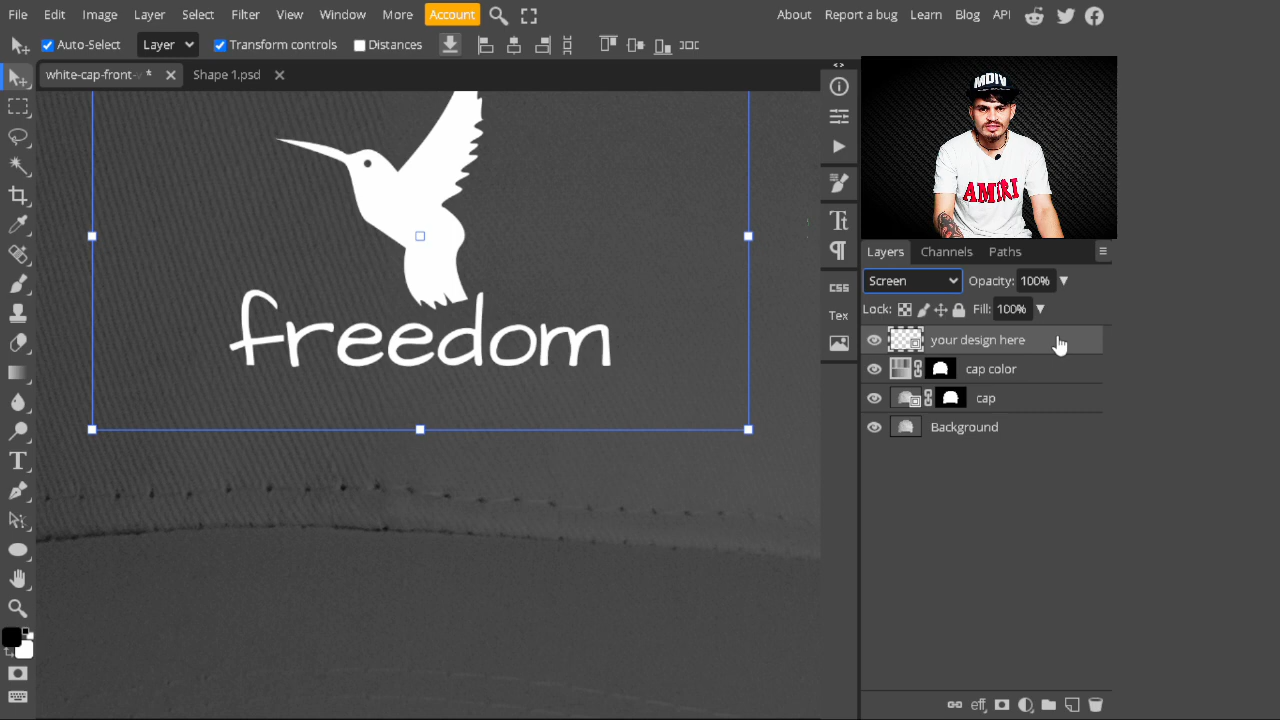 File Edit Image Layer Select Filter View Window More Account About Report a bug Learn Blog API
Auto-Select Layer Transform controls Distances
white-cap-front- * Shape 1.psd
MDIV
AMIRI
freedom
Tt
CSS
Tex
Layers Channels Paths
Screen Opacity: 100%
Lock: Fill: 100%
your design here
cap color
cap
Background
T
eff